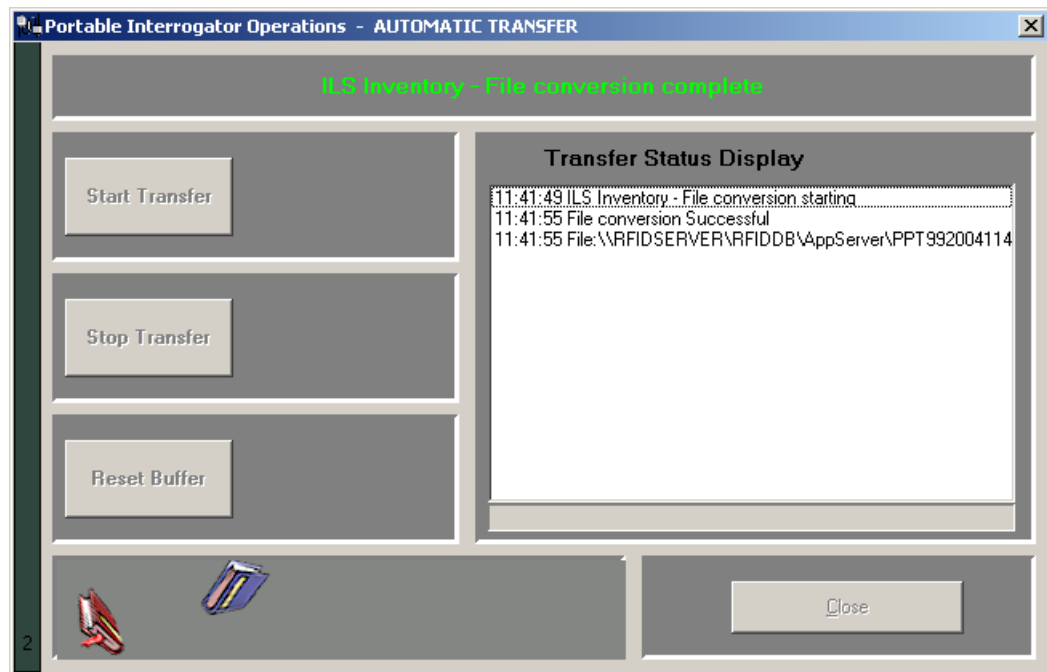 Portable Interrogator Operations - AUTOMATIC TRANSFER
ILS Inventory - File conversion complete
Start Transfer
Stop Transfer
Reset Buffer
Transfer Status Display
11:41:49 ILS Inventory - File conversion starting
11:41:55 File conversion Successful
11:41:55 File:\\RFIDSERVER\RFIDDB\AppServer\PPT992004114
2
Close